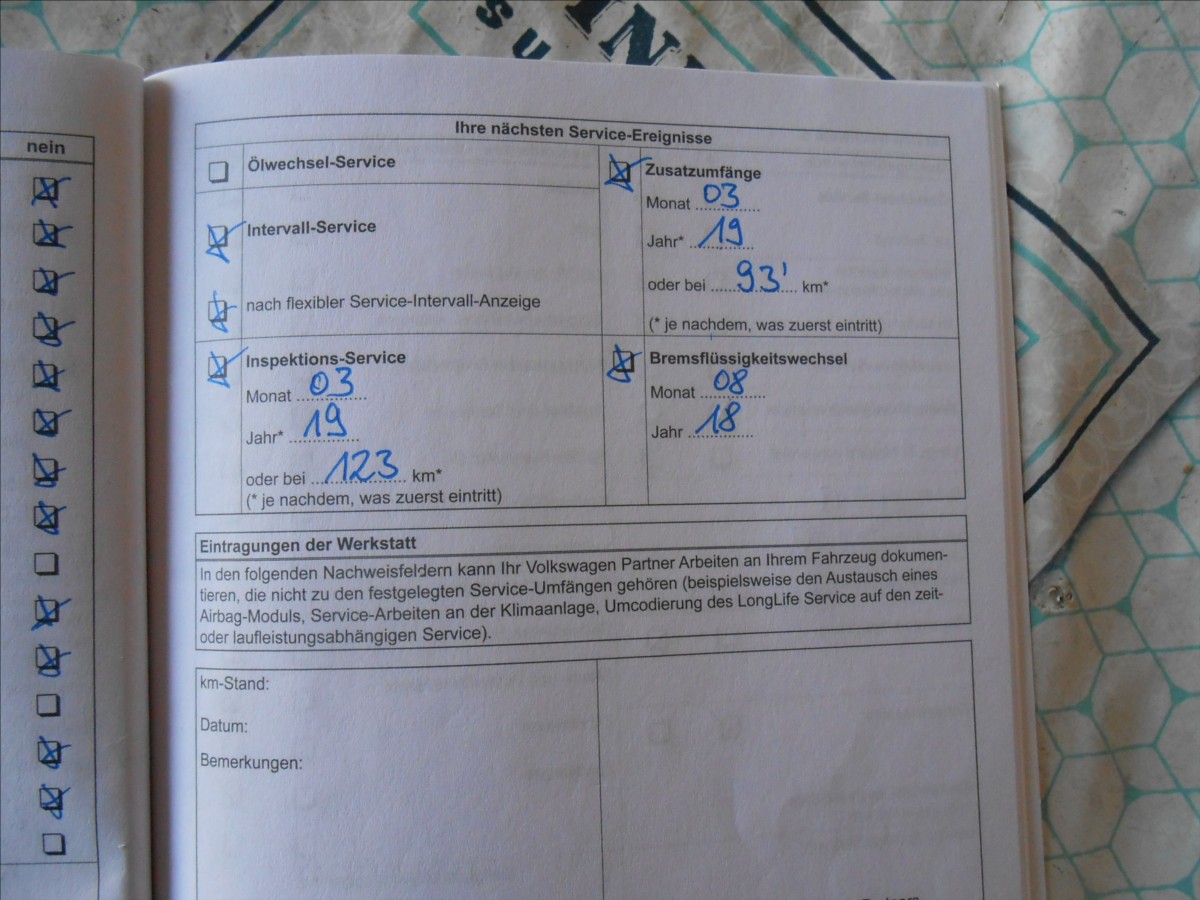 SU
INE
nein
Ihre nächsten Service-Ereignisse
Ölwechsel-Service
Intervall-Service
nach flexibler Service-Intervall-Anzeige
Zusatzumfänge
Monat 03
Jahr* 19
oder bei 93' km*
(* je nachdem, was zuerst eintritt)
Inspektions-Service
Monat 03
Jahr* 19
oder bei 123 km*
(* je nachdem, was zuerst eintritt)
Bremsflüssigkeitswechsel
Monat 08
Jahr 18
Eintragungen der Werkstatt
In den folgenden Nachweisfeldern kann Ihr Volkswagen Partner Arbeiten an Ihrem Fahrzeug dokumen-
tieren, die nicht zu den festgelegten Service-Umfängen gehören (beispielsweise den Austausch eines
Airbag-Moduls, Service-Arbeiten an der Klimaanlage, Umcodierung des LongLife Service auf den zeit-
oder laufleistungsabhängigen Service).
km-Stand:
Datum:
Bemerkungen: